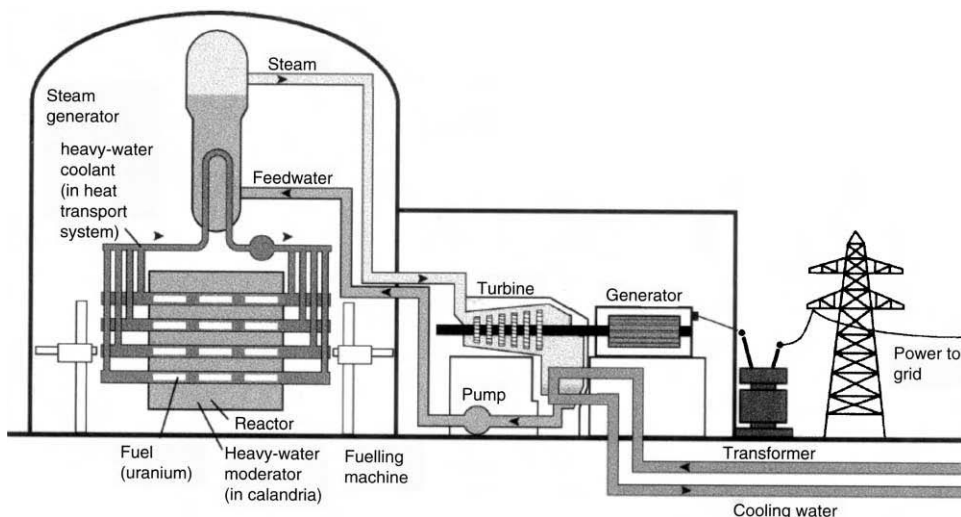 Steam
Steam
generator
heavy-water
coolant
(in heat
transport
system)
Feedwater
Turbine
Generator
Power to
grid
Pump
Reactor
Fuel
(uranium)
Heavy-water
moderator
(in calandria)
Fuelling
machine
Transformer
Cooling water